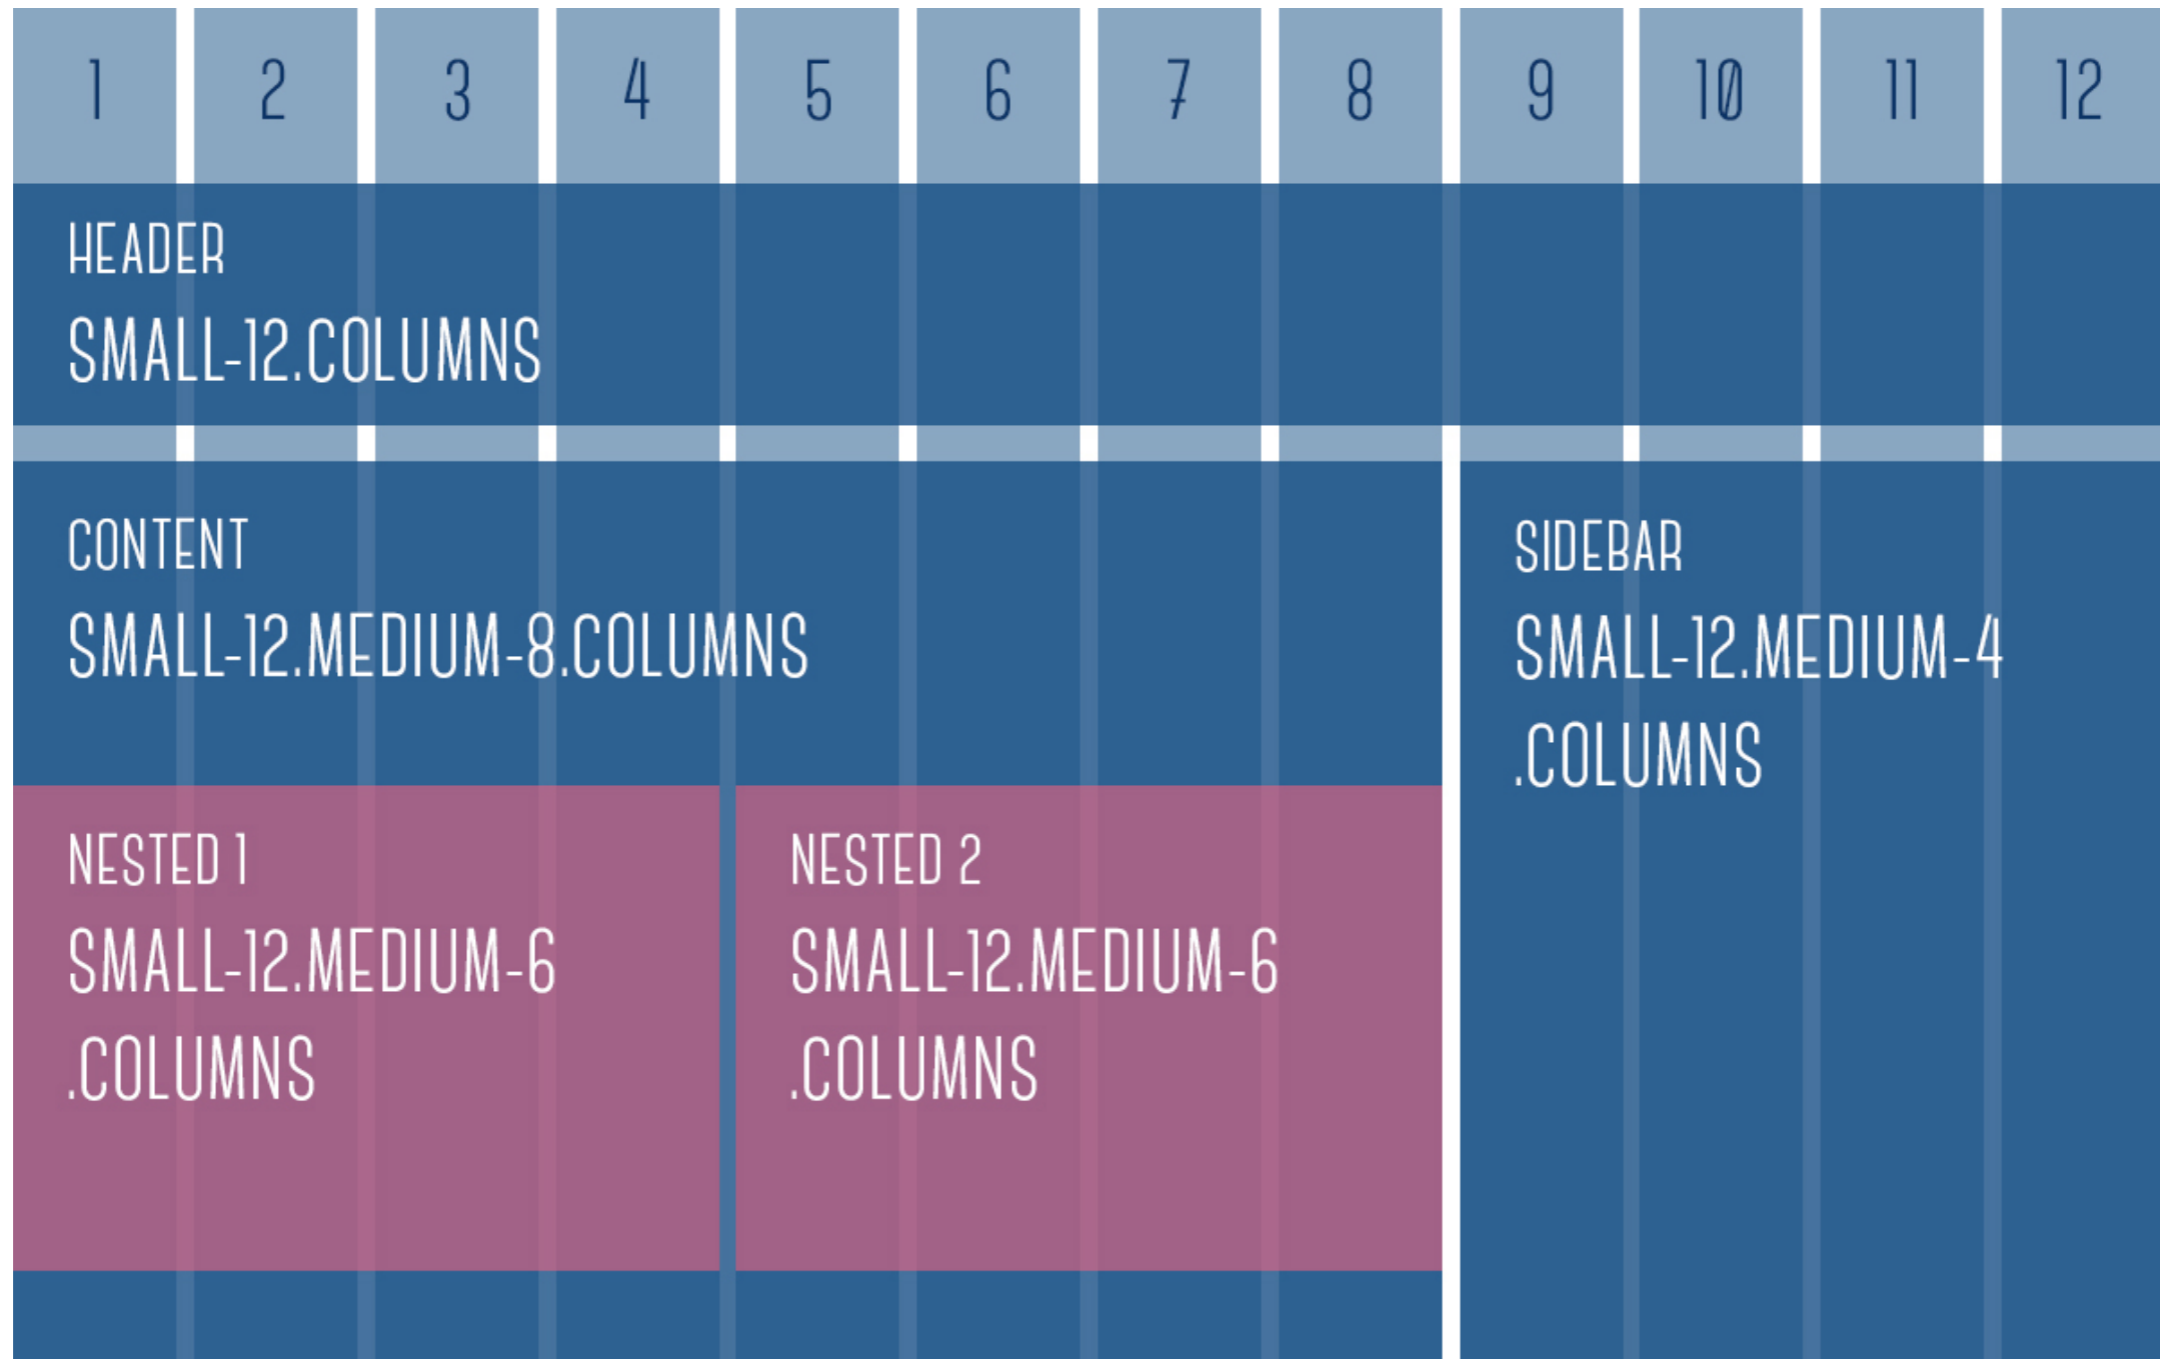 1 2 3 4 5 6 7 8 9 10 11 12
HEADER
SMALL-12.COLUMNS
CONTENT
SMALL-12.MEDIUM-8.COLUMNS
NESTED 1
SMALL-12.MEDIUM-6
.COLUMNS
NESTED 2
SMALL-12.MEDIUM-6
.COLUMNS
SIDEBAR
SMALL-12.MEDIUM-4
.COLUMNS